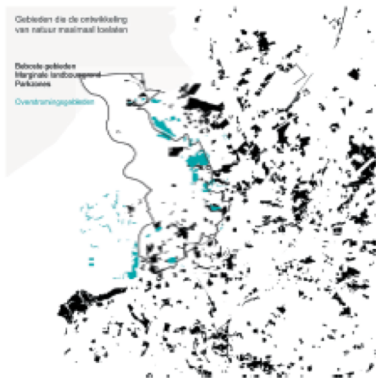 Gebieden die de ontwikkeling
van natuur maximaal toelaten
Beboste gebieden
Marginale landbouwgrond
Parkzones
Overstromingsgebieden